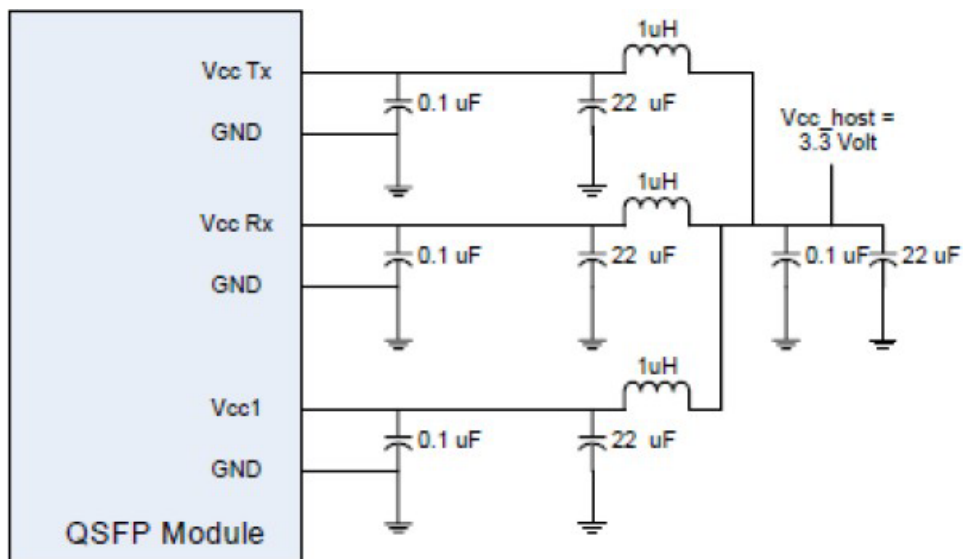 1uH
Vcc Tx
0.1 uF
22 uF
GND
Vcc_host =
3.3 Volt
1uH
Vcc Rx
0.1 uF
22 uF
0.1 uF
22 uF
GND
1uH
Vcc1
0.1 uF
22 uF
GND
QSFP Module